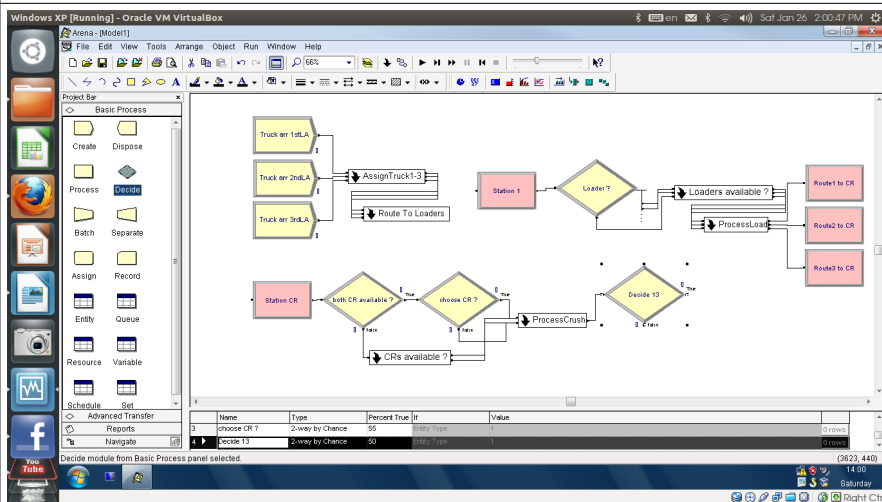 Windows XP [Running] - Oracle VM VirtualBox
en
Sat Jan 26 2:00:47 PM
Arena - [Model1]
File Edit View Tools Arrange Object Run Window Help
66%
A
Project Bar
Basic Process
Create Dispose
Process Decide
Batch Separate
Assign Record
Entity Queue
Resource Variable
Schedule Set
Advanced Transfer
Reports
Navigate
Truck arr 1stLA
Truck arr 2ndLA
Truck arr 3rdLA
AssignTruck1-3
Route To Loaders
Station 1
Loader ?
Loaders available ?
ProcessLoad
Route1 to CR
Route2 to CR
Route3 to CR
Station CR
both CR available ?
True
False
choose CR ?
True
False
CRs available ?
ProcessCrush
Decide 13
True
False
Name Type Percent True If Value
3 choose CR ? 2-way by Chance 55 Entity Type 1 0 rows
4 Decide 13 2-way by Chance 50 Entity Type 1 0 rows
Decide module from Basic Process panel selected.
(3623, 440)
f
You
Tube
14:00
Saturday
Right Ct